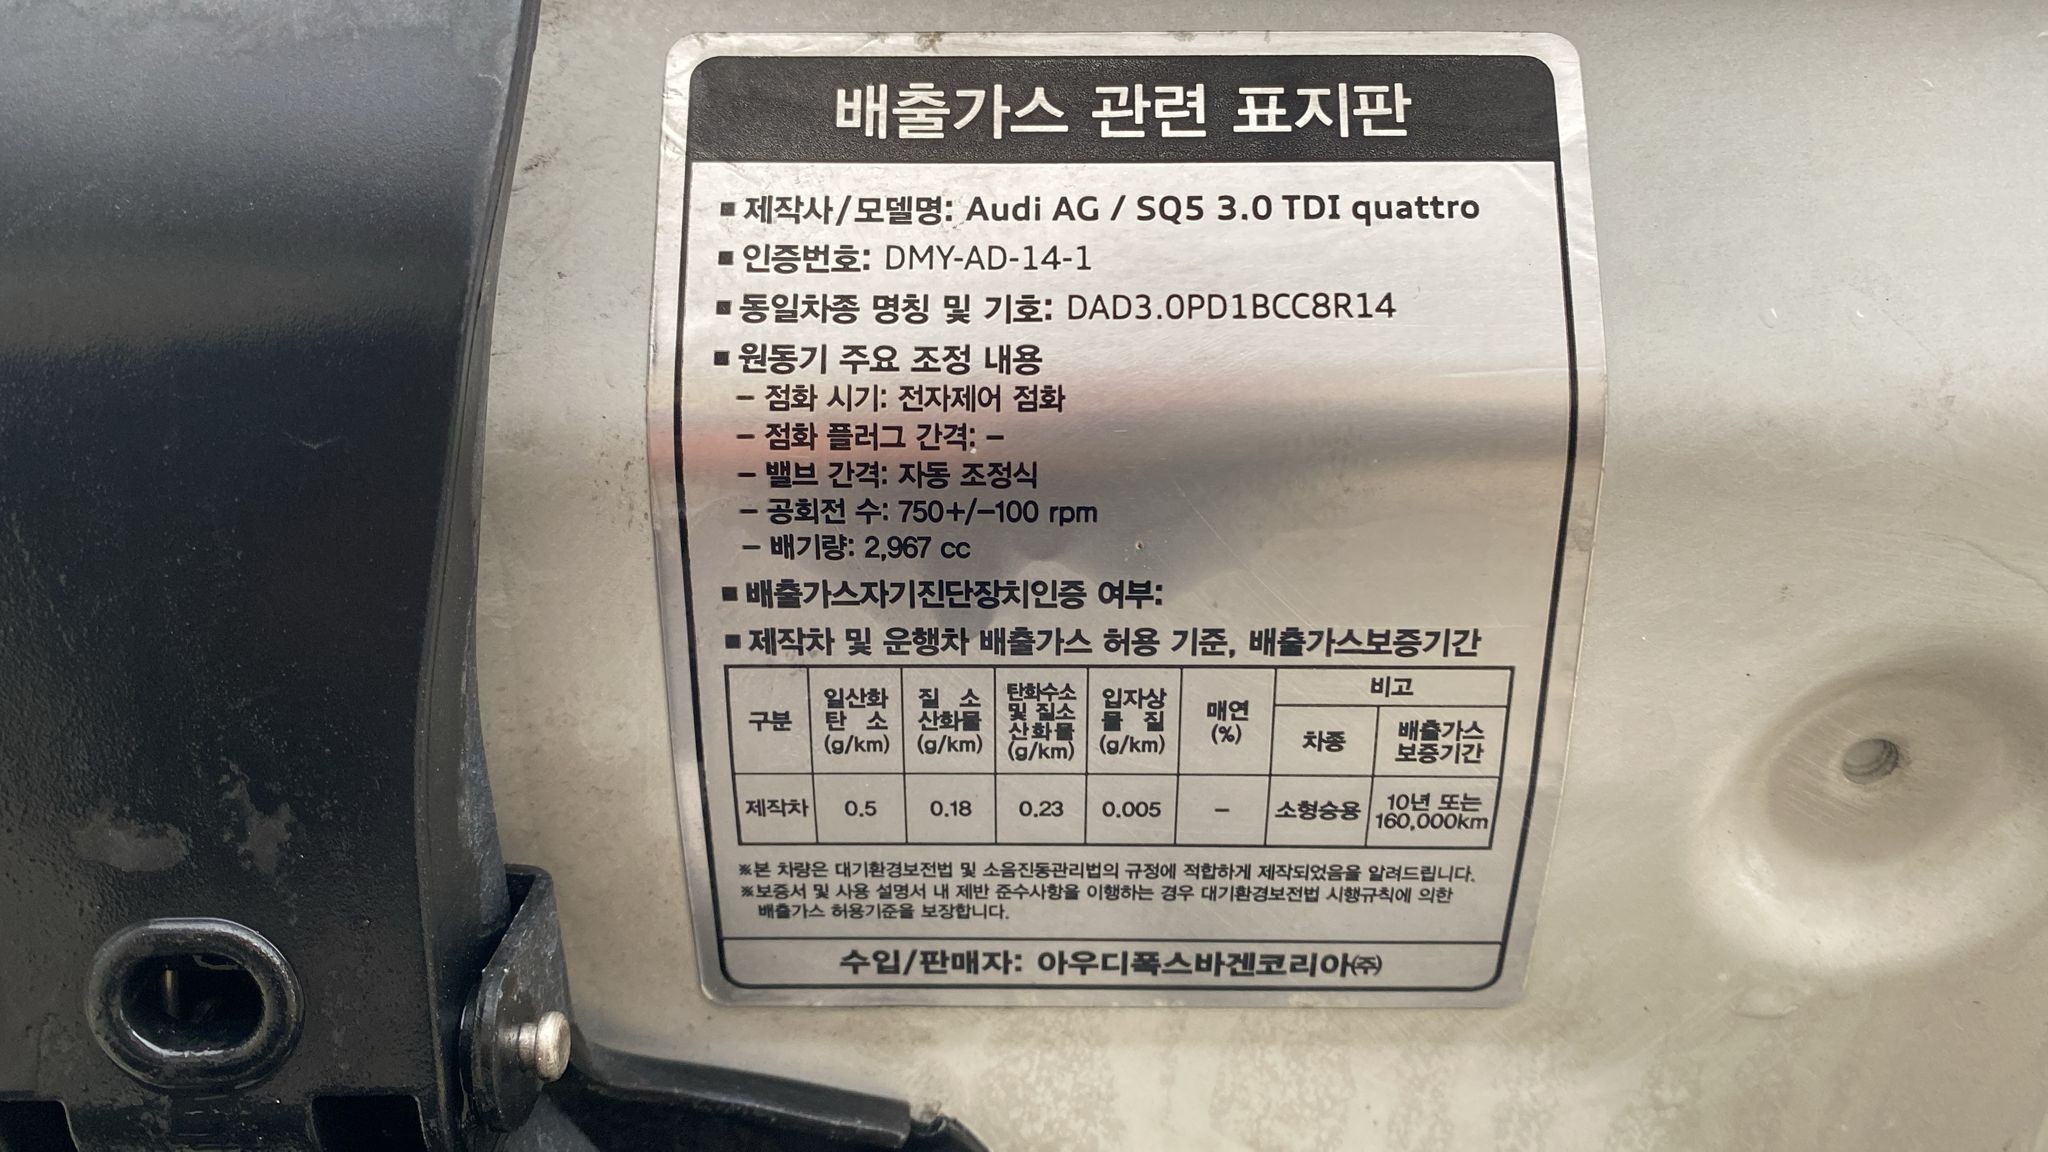 배출가스 관련 표지판
■ 제작사/모델명: Audi AG / SQ5 3.0 TDI quattro
■ 인증번호: DMY-AD-14-1
■ 동일차종 명칭 및 기호: DAD3.0PD1BCC8R14
■ 원동기 주요 조정 내용
– 점화 시기: 전자제어 점화
– 점화 플러그 간격: –
– 밸브 간격: 자동 조정식
– 공회전 수: 750+/-100 rpm
– 배기량: 2,967 cc
■ 배출가스자기진단장치인증 여부:
■ 제작차 및 운행차 배출가스 허용 기준, 배출가스보증기간
구분 일산화 탄 소 (g/km) 질 소 산화물 (g/km) 탄화수소 및 질소 산화물 (g/km) 입자상 물 질 (g/km) 매연 (%) 비고
차종 배출가스 보증기간
제작차 0.5 0.18 0.23 0.005 – 소형승용 10년 또는 160,000km
※본 차량은 대기환경보전법 및 소음진동관리법의 규정에 적합하게 제작되었음을 알려드립니다.
※보증서 및 사용 설명서 내 제반 준수사항을 이행하는 경우 대기환경보전법 시행규칙에 의한
배출가스 허용기준을 보장합니다.
수입/판매자: 아우디폭스바겐코리아㈜